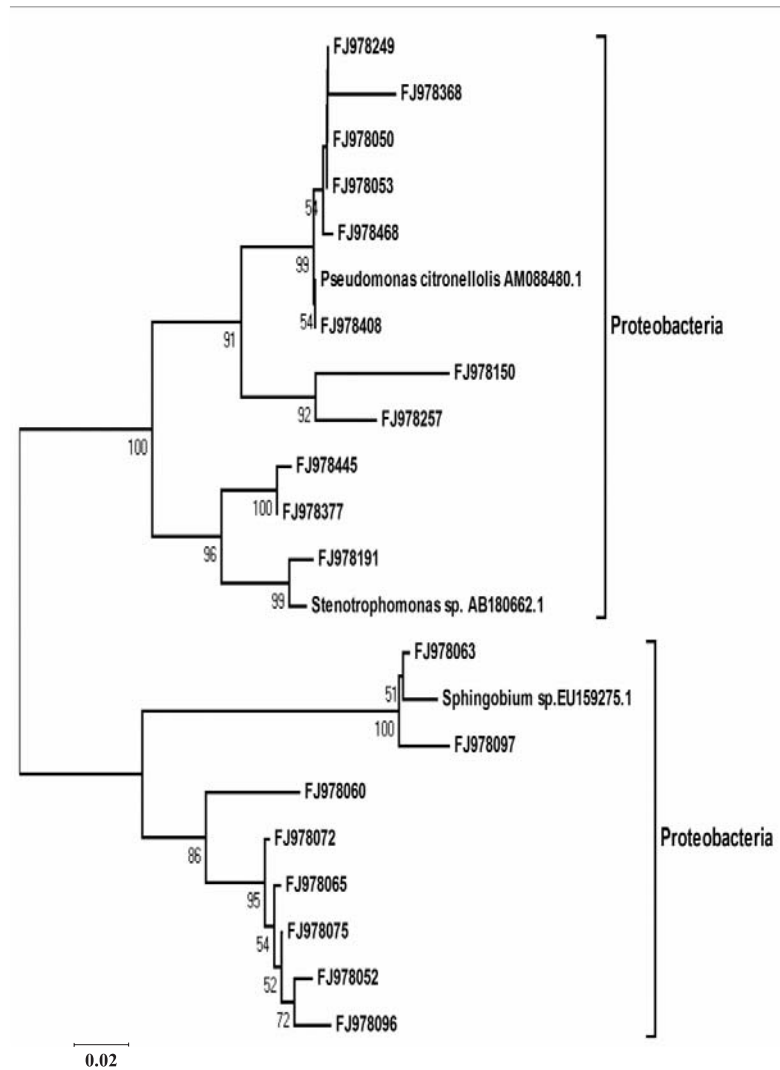 FJ978249
FJ978368
FJ978050
FJ978053
54
FJ978468
99
Pseudomonas citronellolis AM088480.1
54
FJ978408
Proteobacteria
91
FJ978150
92
FJ978257
100
FJ978445
100
FJ978377
96
FJ978191
99
Stenotrophomonas sp. AB180662.1
FJ978063
51
Sphingobium sp.EU159275.1
100
FJ978097
FJ978060
Proteobacteria
86
FJ978072
95
FJ978065
54
FJ978075
52
FJ978052
72
FJ978096
0.02